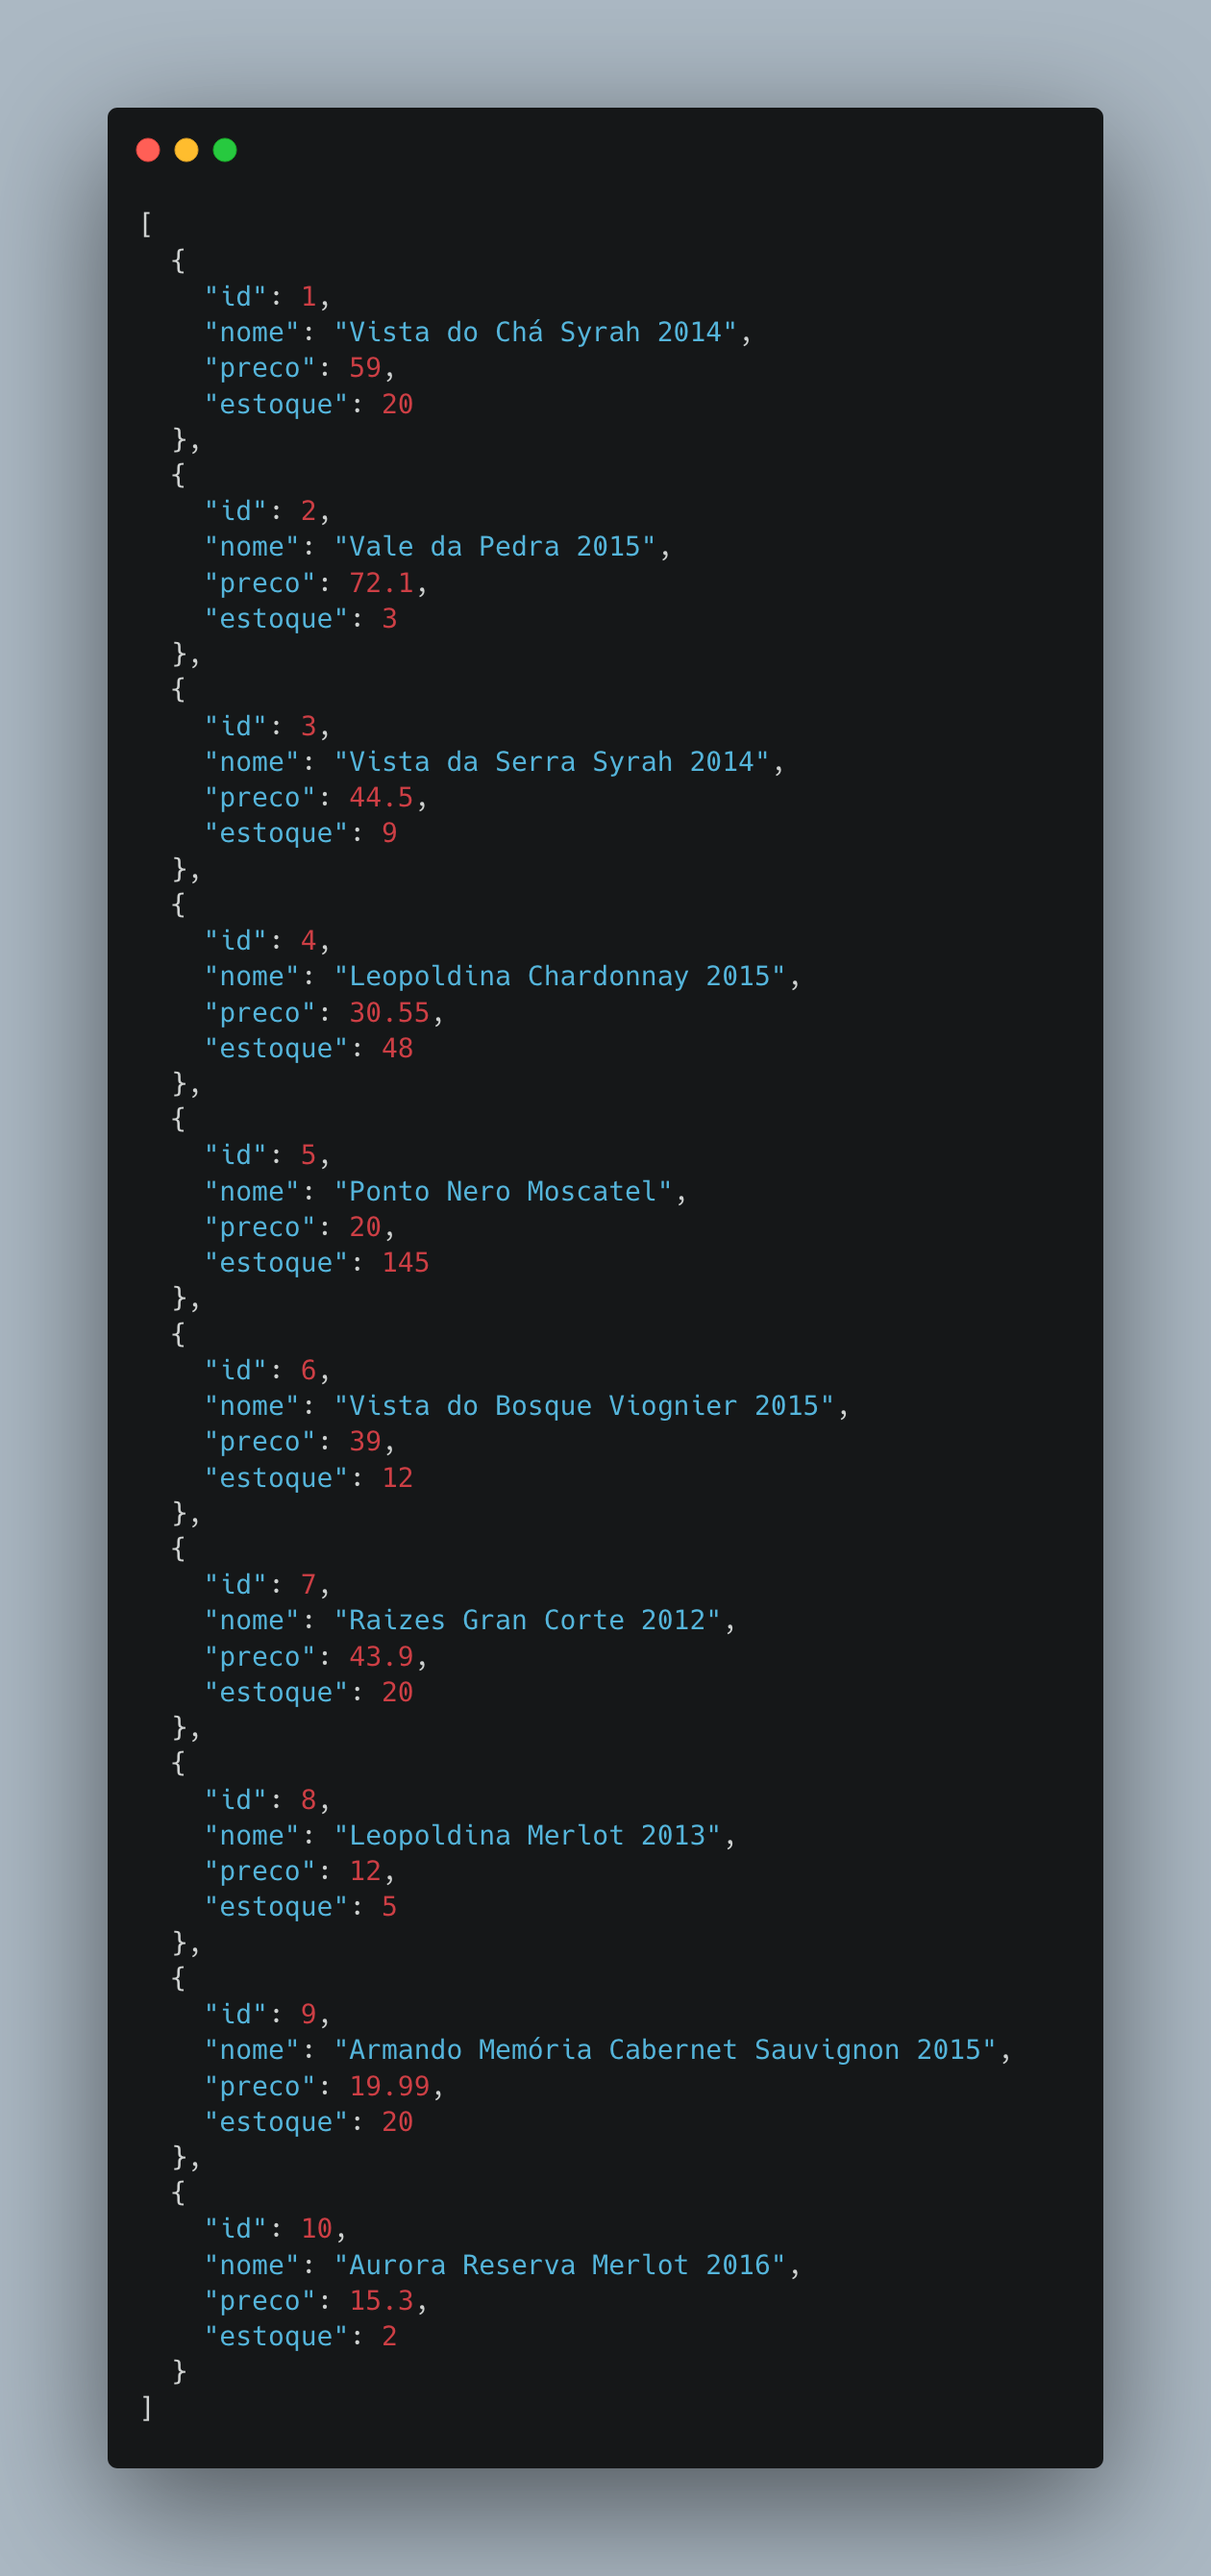 [
  {
    "id": 1,
    "nome": "Vista do Chá Syrah 2014",
    "preco": 59,
    "estoque": 20
  },
  {
    "id": 2,
    "nome": "Vale da Pedra 2015",
    "preco": 72.1,
    "estoque": 3
  },
  {
    "id": 3,
    "nome": "Vista da Serra Syrah 2014",
    "preco": 44.5,
    "estoque": 9
  },
  {
    "id": 4,
    "nome": "Leopoldina Chardonnay 2015",
    "preco": 30.55,
    "estoque": 48
  },
  {
    "id": 5,
    "nome": "Ponto Nero Moscatel",
    "preco": 20,
    "estoque": 145
  },
  {
    "id": 6,
    "nome": "Vista do Bosque Viognier 2015",
    "preco": 39,
    "estoque": 12
  },
  {
    "id": 7,
    "nome": "Raizes Gran Corte 2012",
    "preco": 43.9,
    "estoque": 20
  },
  {
    "id": 8,
    "nome": "Leopoldina Merlot 2013",
    "preco": 12,
    "estoque": 5
  },
  {
    "id": 9,
    "nome": "Armando Memória Cabernet Sauvignon 2015",
    "preco": 19.99,
    "estoque": 20
  },
  {
    "id": 10,
    "nome": "Aurora Reserva Merlot 2016",
    "preco": 15.3,
    "estoque": 2
  }
]